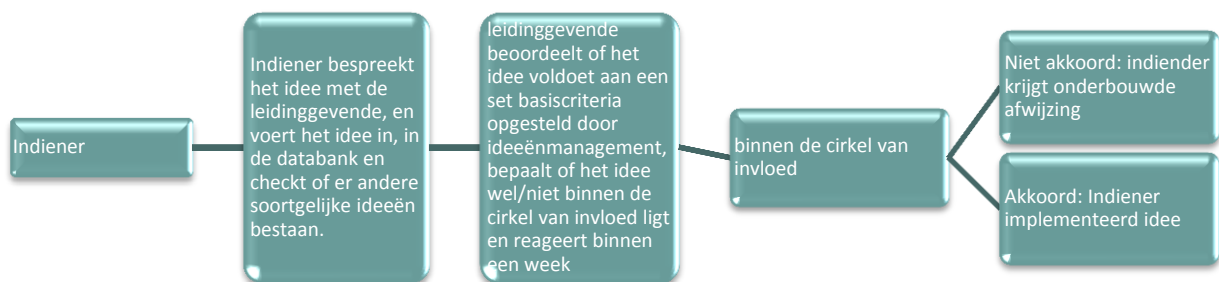 Indiener
Indiener bespreekt
het idee met de
leidinggevende, en
voert het idee in, in
de databank en
checkt of er andere
soortgelijke ideeën
bestaan.
leidinggevende
beoordeelt of het
idee voldoet aan een
set basiscriteria
opgesteld door
ideeënmanagement,
bepaalt of het idee
wel/niet binnen de
cirkel van invloed ligt
en reageert binnen
een week
binnen de cirkel van
invloed
Niet akkoord: indiender
krijgt onderbouwde
afwijzing
Akkoord: Indiener
implementeerd idee